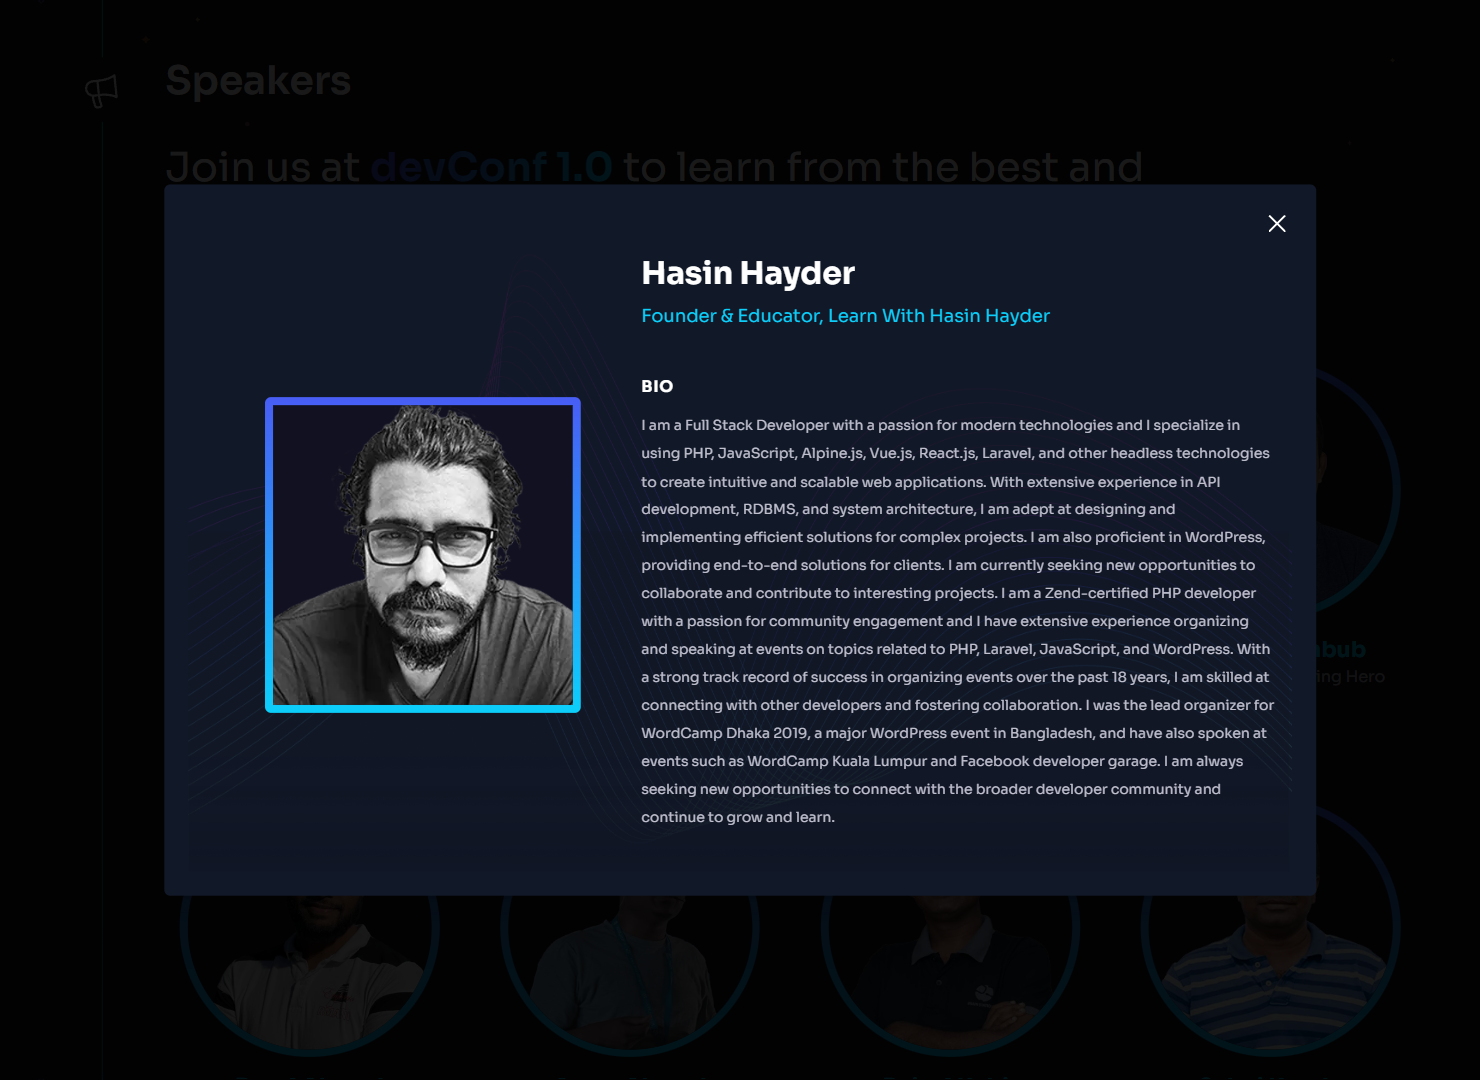 Speakers
Join us at devConf 1.0 to learn from the best and
Hasin Hayder
Founder & Educator, Learn With Hasin Hayder
BIO
I am a Full Stack Developer with a passion for modern technologies and I specialize in
using PHP, JavaScript, Alpine.js, Vue.js, React.js, Laravel, and other headless technologies
to create intuitive and scalable web applications. With extensive experience in API
development, RDBMS, and system architecture, I am adept at designing and
implementing efficient solutions for complex projects. I am also proficient in WordPress,
providing end-to-end solutions for clients. I am currently seeking new opportunities to
collaborate and contribute to interesting projects. I am a Zend-certified PHP developer
with a passion for community engagement and I have extensive experience organizing
and speaking at events on topics related to PHP, Laravel, JavaScript, and WordPress. With
a strong track record of success in organizing events over the past 18 years, I am skilled at
connecting with other developers and fostering collaboration. I was the lead organizer for
WordCamp Dhaka 2019, a major WordPress event in Bangladesh, and have also spoken at
events such as WordCamp Kuala Lumpur and Facebook developer garage. I am always
seeking new opportunities to connect with the broader developer community and
continue to grow and learn.
Hero